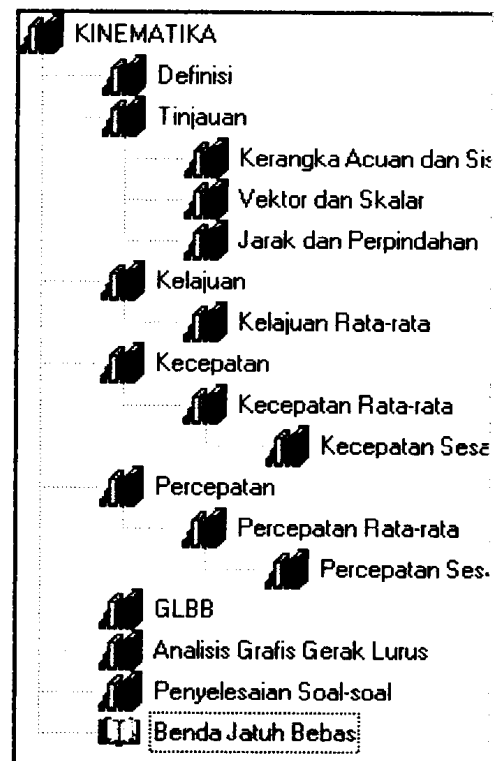 KINEMATIKA
Definisi
Tinjauan
Kerangka Acuan dan Sis
Vektor dan Skalar
Jarak dan Perpindahan
Kelajuan
Kelajuan Rata-rata
Kecepatan
Kecepatan Rata-rata
Kecepatan Sesa
Percepatan
Percepatan Rata-rata
Percepatan Ses
GLBB
Analisis Grafis Gerak Lurus
Penyelesaian Soal-soal
Benda Jatuh Bebas